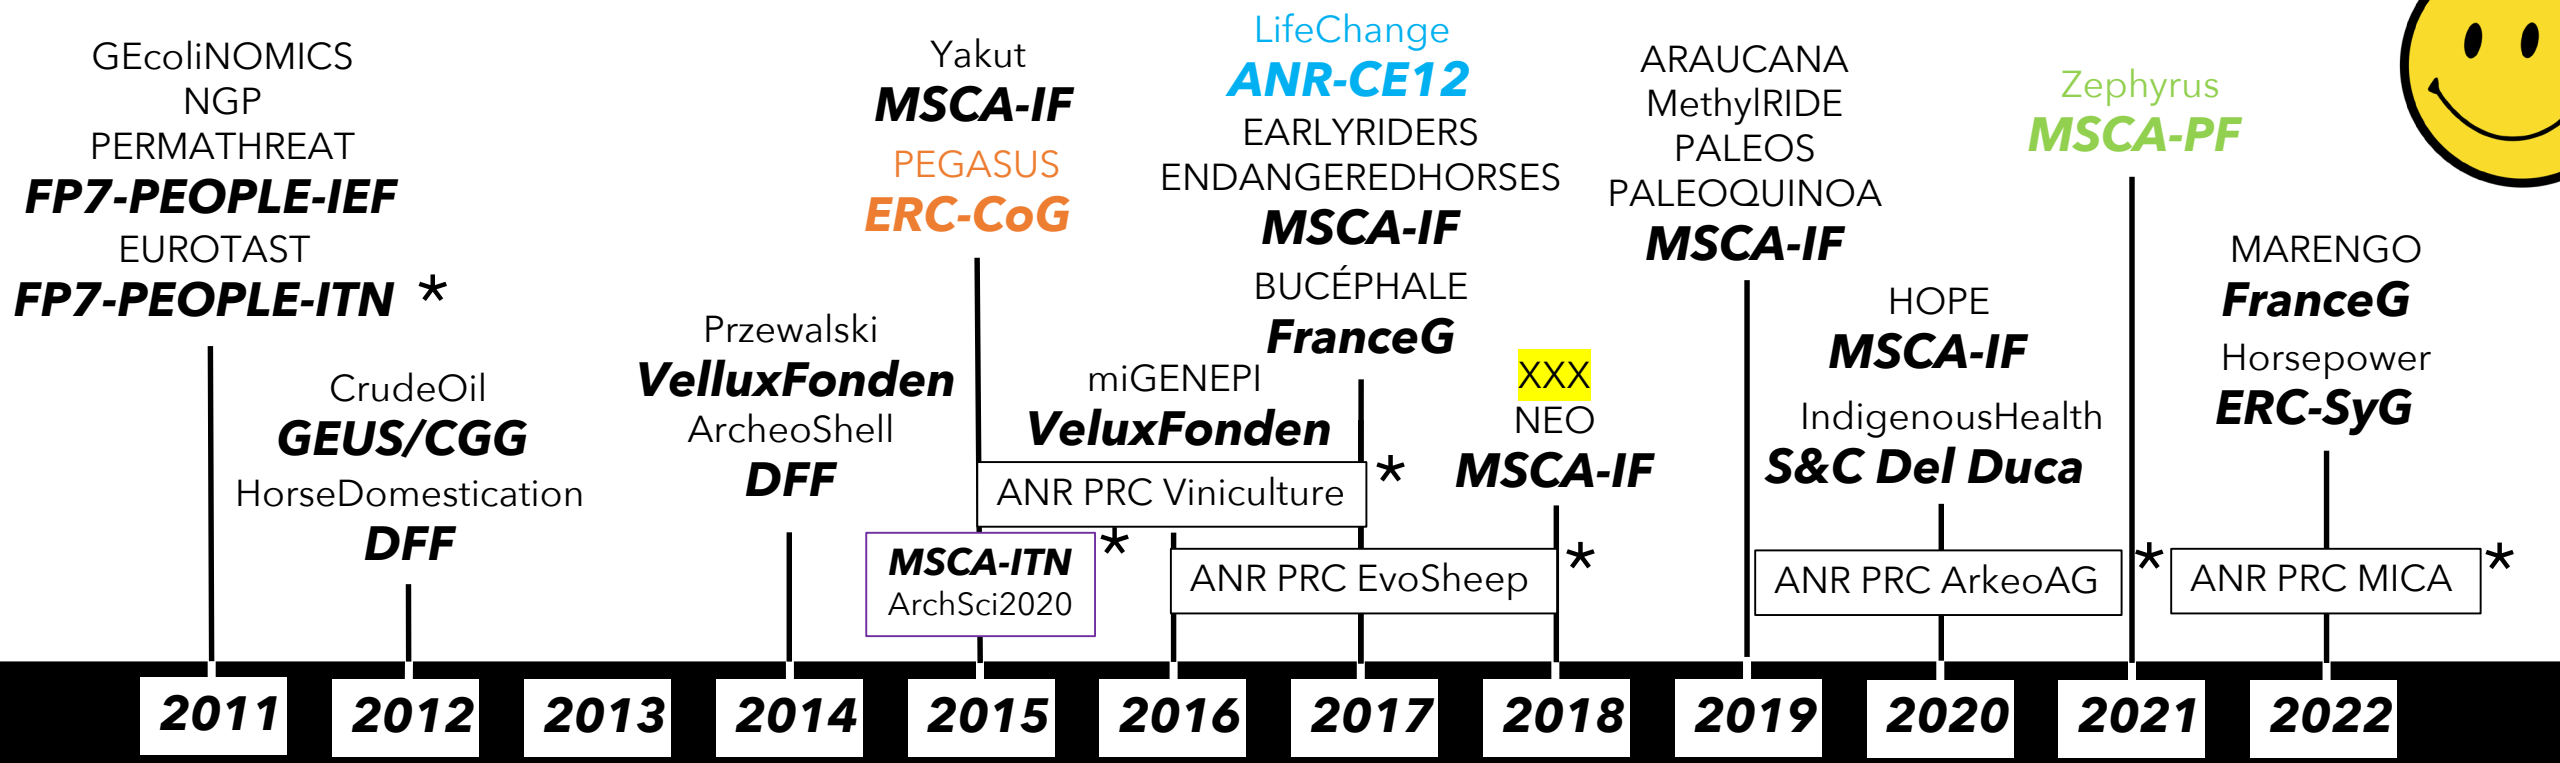 GEcoliNOMICS
NGP
PERMATHREAT
FP7-PEOPLE-IEF
EUROTAST
FP7-PEOPLE-ITN *
CrudeOil
GEUS/CGG
HorseDomestication
DFF
Przewalski
VelluxFonden
ArcheoShell
DFF
Yakut
MSCA-IF
PEGASUS
ERC-CoG
MSCA-ITN *
ArchSci2020
miGENEPI
VeluxFonden
ANR PRC Viniculture *
LifeChange
ANR-CE12
EARLYRIDERS
ENDANGEREDHORSES
MSCA-IF
BUCÉPHALE
FranceG
ANR PRC EvoSheep *
XXX
NEO
MSCA-IF
ARAUCANA
MethylRIDE
PALEOS
PALEOQUINOA
MSCA-IF
HOPE
MSCA-IF
IndigenousHealth
S&C Del Duca
ANR PRC ArkeoAG *
Zephyrus
MSCA-PF
MARENGO
FranceG
Horsepower
ERC-SyG
ANR PRC MICA *
2011 2012 2013 2014 2015 2016 2017 2018 2019 2020 2021 2022